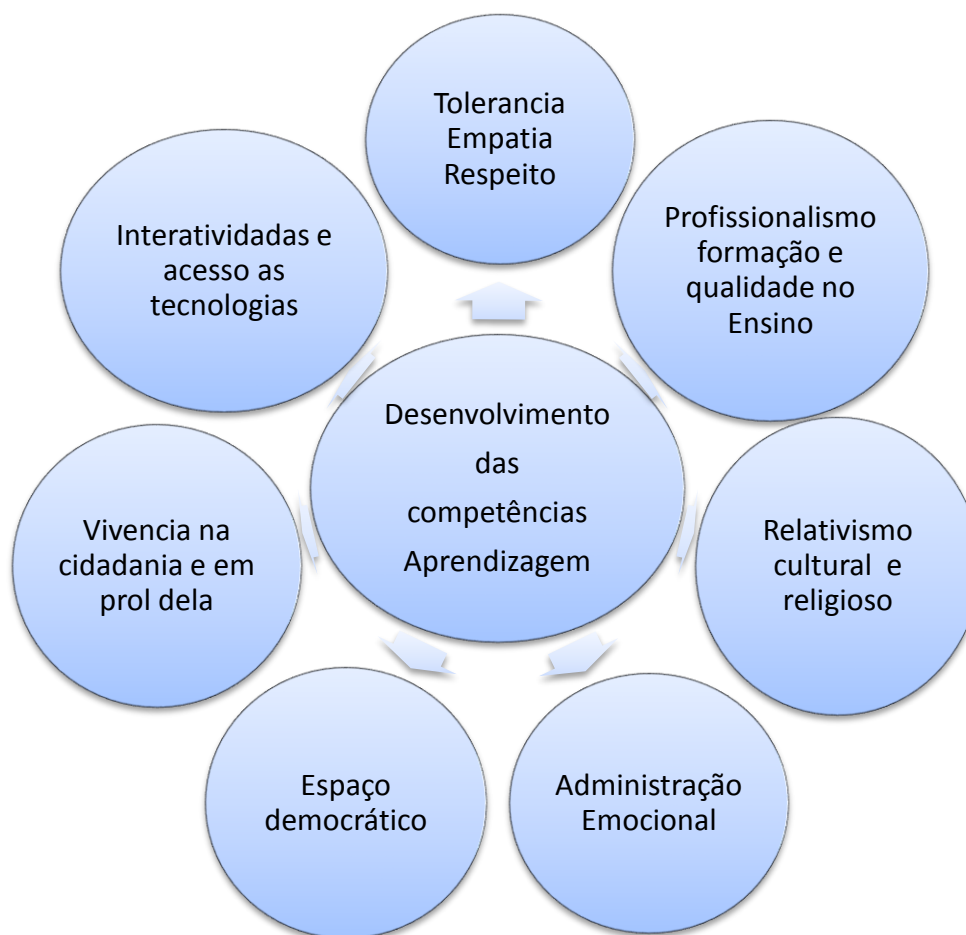 Tolerancia
Empatia
Respeito
Profissionalismo
formação e
qualidade no
Ensino
Interatividadas e
acesso as
tecnologias
Desenvolvimento
das
competências
Aprendizagem
Vivencia na
cidadania e em
prol dela
Relativismo
cultural e
religioso
Espaço
democrático
Administração
Emocional